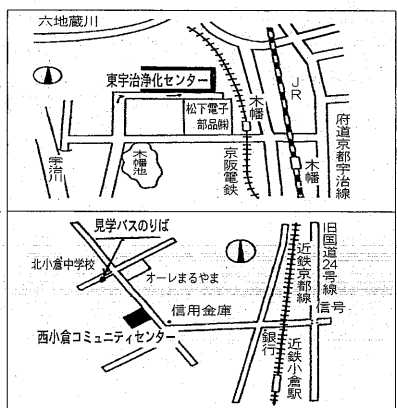 六地蔵川
東宇治浄化センター
松下電子
部品㈱
木幡
JR
木幡
京阪電鉄
府道京都宇治線
宇治川
木幡池
見学バスのりば
北小倉中学校
オーレまるやま
信用金庫
西小倉コミュニティセンター
近鉄京都線
旧国道24号線
信号
銀行
近鉄小倉駅